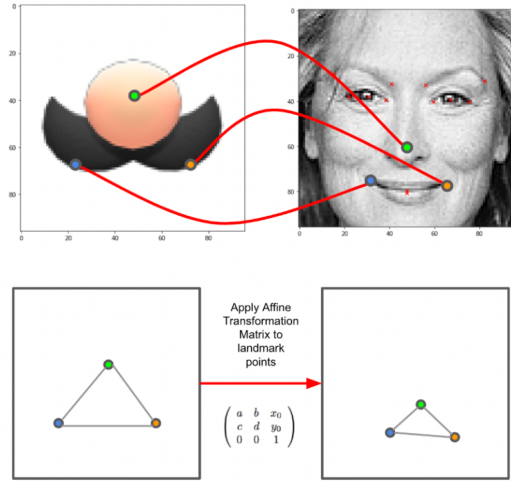 0
20
40
60
80
0 20 40 60 80
0
20
40
60
80
0 20 40 60 80
Apply Affine
Transformation
Matrix to
landmark
points
a b x₀
c d y₀
0 0 1